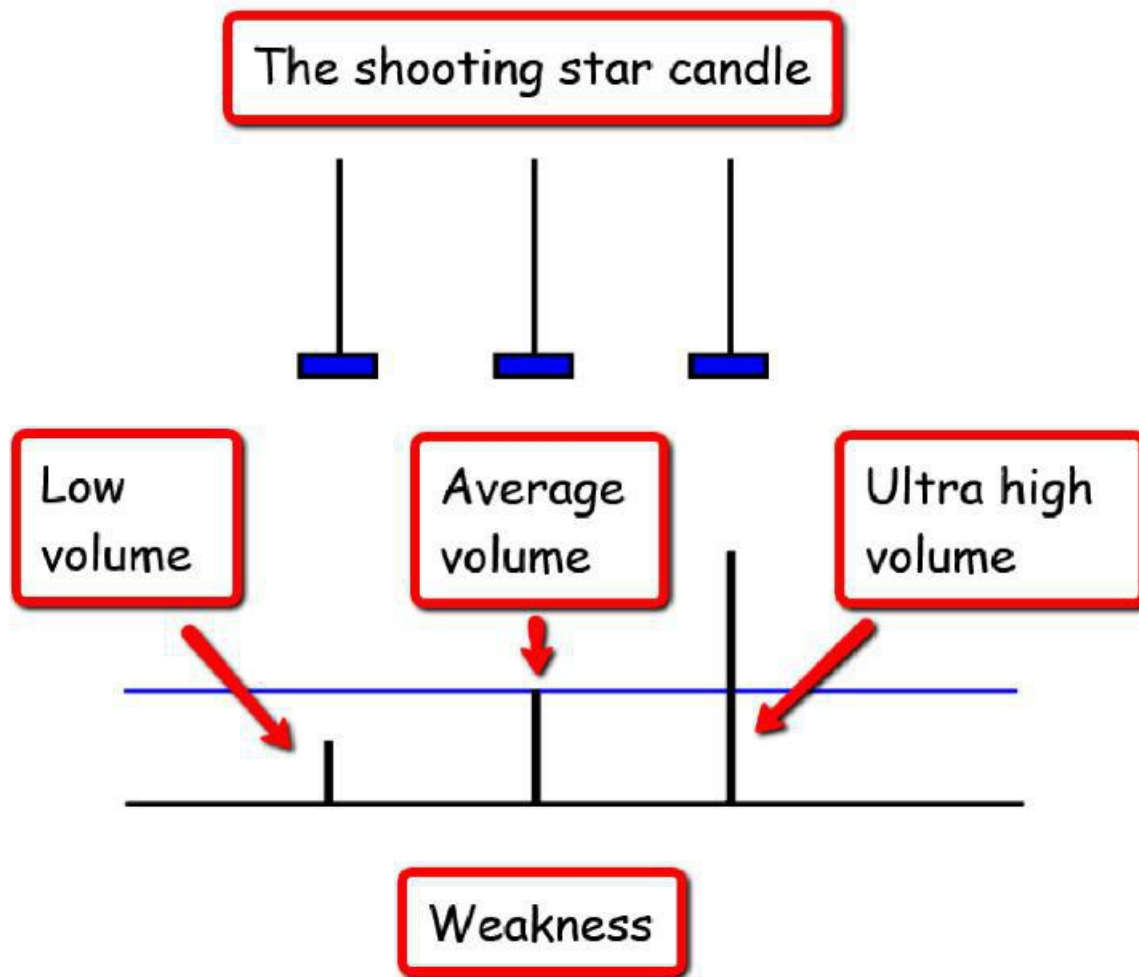 The shooting star candle
Low
volume
Average
volume
Ultra high
volume
Weakness